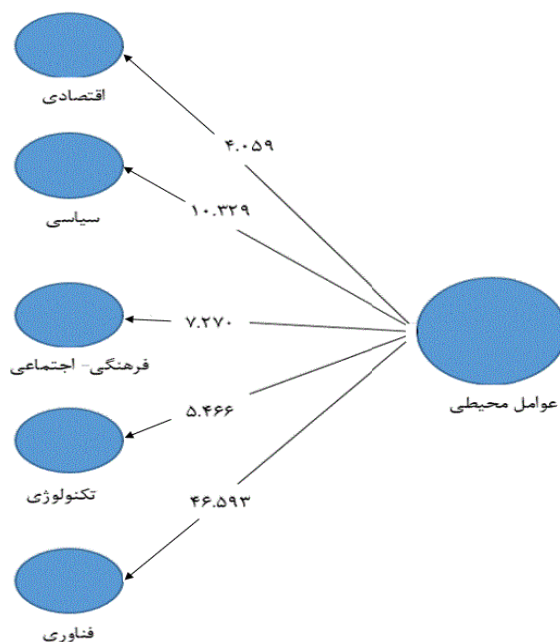 اقتصادی
۴.۰۵۹
سیاسی
۱۰.۳۲۹
فرهنگی- اجتماعی
۷.۲۷۰
عوامل محیطی
تکنولوژی
۵.۴۶۶
۴۶.۵۹۳
فناوری